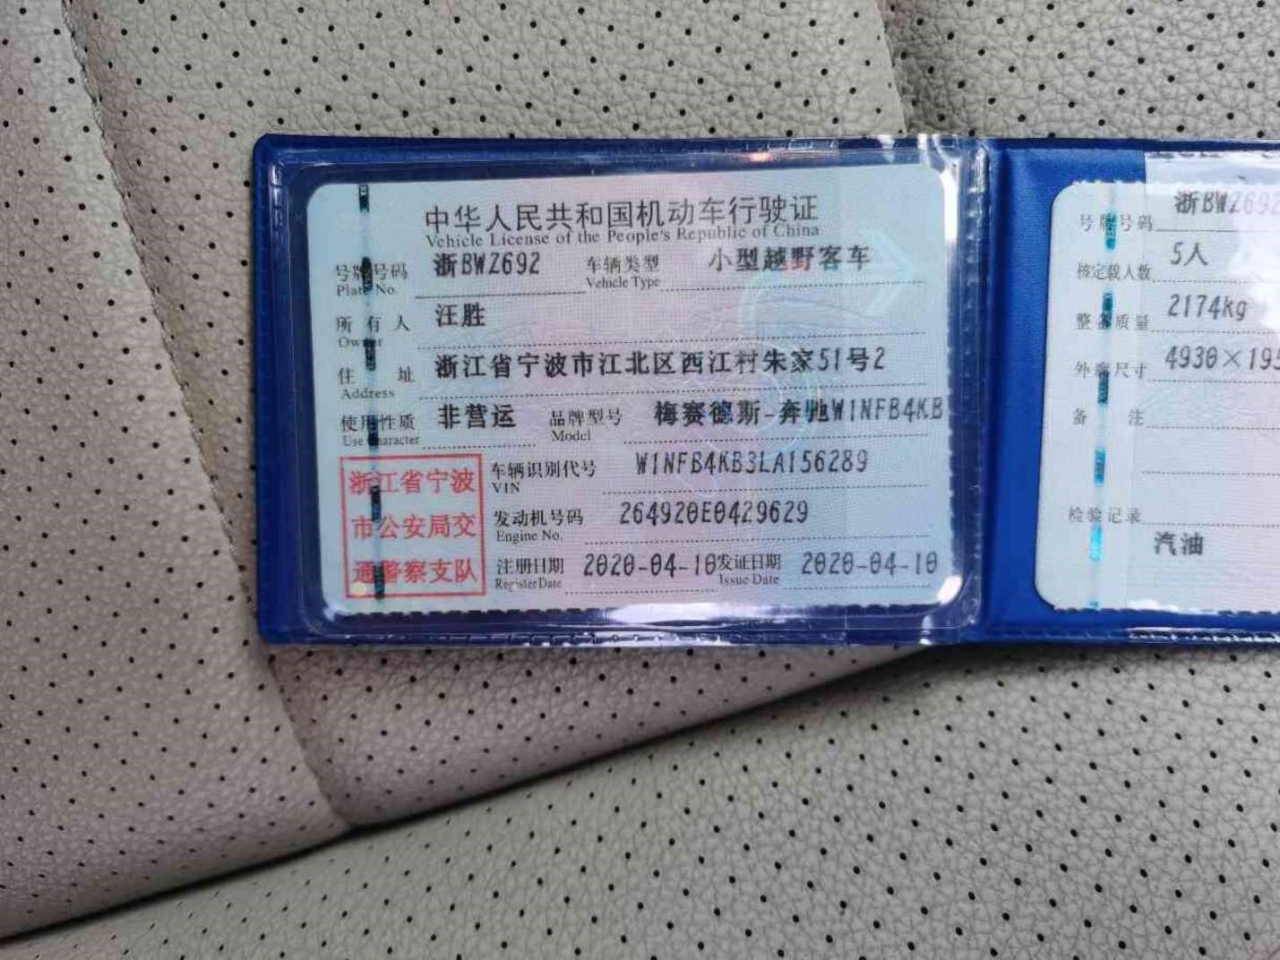 中华人民共和国机动车行驶证
Vehicle License of the People's Republic of China
号牌号码 浙BWZ692 车辆类型 小型越野客车
Plate No. Vehicle Type
所有人 汪胜
Owner
住址 浙江省宁波市江北区西江村朱家51号2
Address
使用性质 非营运 品牌型号 梅赛德斯-奔驰W1NFB4KB
Use Character Model
浙江省宁波
市公安局交
通警察支队
车辆识别代号 W1NFB4KB3LA156289
VIN
发动机号码 264920E0429629
Engine No.
注册日期 2020-04-10 发证日期 2020-04-10
Register Date Issue Date
号牌号码 浙BWZ692
核定载人数 5人
整备质量 2174kg
外廓尺寸 4930×195
备注
检验记录
汽油